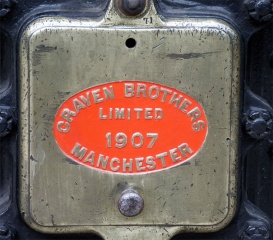 CRAVEN BROTHERS
LIMITED
1907
MANCHESTER